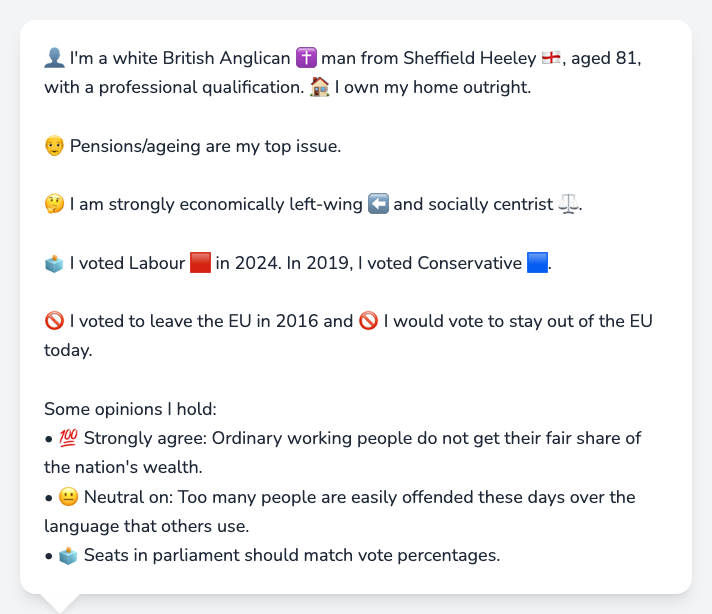 👤 I'm a white British Anglican ✝️ man from Sheffield Heeley 🏴󠁧󠁢󠁥󠁮󠁧󠁿, aged 81,
with a professional qualification. 🏠 I own my home outright.
👴 Pensions/ageing are my top issue.
🤔 I am strongly economically left-wing ⬅️ and socially centrist ⚖️.
🗳️ I voted Labour 🟥 in 2024. In 2019, I voted Conservative 🟦.
🚫 I voted to leave the EU in 2016 and 🚫 I would vote to stay out of the EU
today.
Some opinions I hold:
• 💯 Strongly agree: Ordinary working people do not get their fair share of
the nation's wealth.
• 😐 Neutral on: Too many people are easily offended these days over the
language that others use.
• 🗳️ Seats in parliament should match vote percentages.